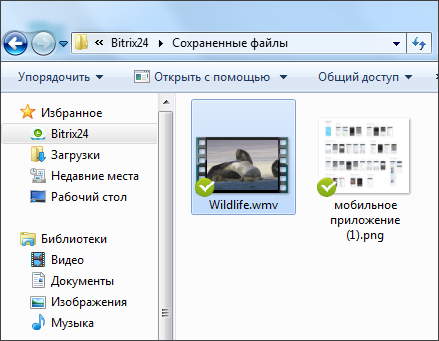 « Bitrix24 ▸ Сохраненные файлы
Упорядочить Открыть с помощью Общий доступ »
Избранное
Bitrix24
Загрузки
Недавние места
Рабочий стол
Библиотеки
Видео
Документы
Изображения
Музыка
Wildlife.wmv
мобильное
приложение
(1).png